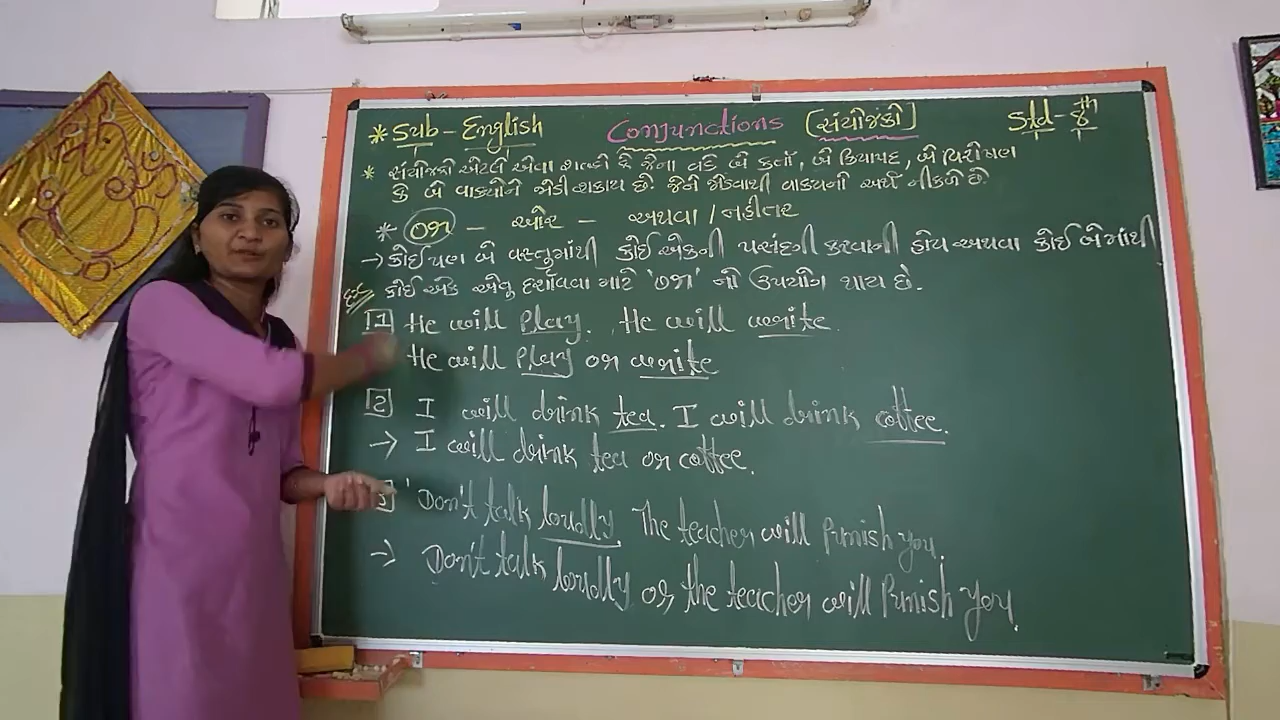 * Sub - English Conjunctions [સંયોજકો] Std - 8th
* સંયોજકો એટલે એવા શબ્દો કે જેના વડે બે કર્તા, બે ક્રિયાપદ, બે વિશેષણ
કે બે વાક્યોને જોડી શકાય છે. જેને જોડવાથી વાક્યનો અર્થ નીકળે છે.
* or - ઓર - અથવા / નહીતર
→ કોઈપણ બે વસ્તુમાંથી કોઈ એકની પસંદગી કરવાની હોય અથવા કોઈ બેમાંથી
કોઈ એક એવુ દર્શાવવા માટે 'or' નો ઉપયોગ થાય છે.
1 He will Play. He will write.
He will Play or write
2 I will drink tea. I will drink coffee.
→ I will drink tea or coffee.
3 Don't talk loudly The teacher will Punish you.
→ Don't talk loudly or the teacher will Punish you.